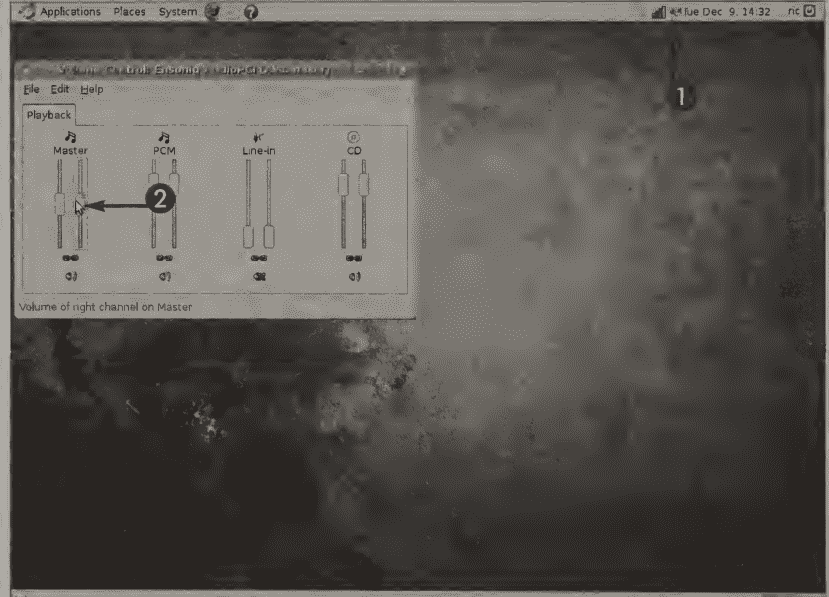 Applications Places System
Tue Dec 9, 14:32 ric
1
File Edit Help
Playback
Master PCM Line-in CD
2
Volume of right channel on Master